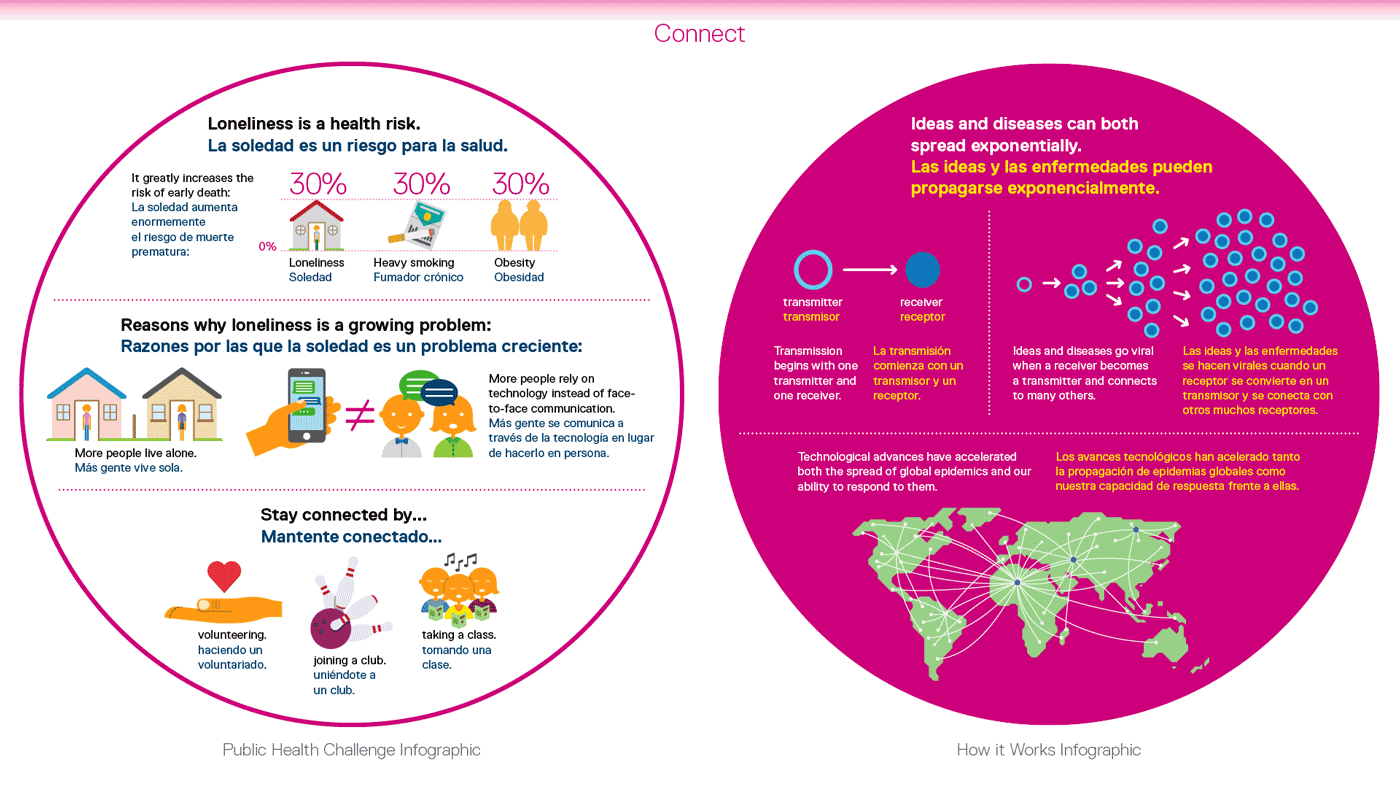 Connect
Loneliness is a health risk.
La soledad es un riesgo para la salud.
It greatly increases the
risk of early death:
La soledad aumenta
enormemente
el riesgo de muerte
prematura:
30%
30%
30%
0%
Loneliness
Soledad
Heavy smoking
Fumador crónico
Obesity
Obesidad
Reasons why loneliness is a growing problem:
Razones por las que la soledad es un problema creciente:
More people live alone.
Más gente vive sola.
≠
More people rely on
technology instead of face-
to-face communication.
Más gente se comunica a
través de la tecnología en lugar
de hacerlo en persona.
Stay connected by...
Mantente conectado...
volunteering.
haciendo un
voluntariado.
joining a club.
uniéndote a
un club.
taking a class.
tomando una
clase.
Public Health Challenge Infographic
Ideas and diseases can both
spread exponentially.
Las ideas y las enfermedades pueden
propagarse exponencialmente.
transmitter
transmisor
receiver
receptor
Transmission
begins with one
transmitter and
one receiver.
La transmisión
comienza con un
transmisor y un
receptor.
Ideas and diseases go viral
when a receiver becomes
a transmitter and connects
to many others.
Las ideas y las enfermedades
se hacen virales cuando un
receptor se convierte en un
transmisor y se conecta con
otros muchos receptores.
Technological advances have accelerated
both the spread of global epidemics and our
ability to respond to them.
Los avances tecnológicos han acelerado tanto
la propagación de epidemias globales como
nuestra capacidad de respuesta frente a ellas.
How it Works Infographic